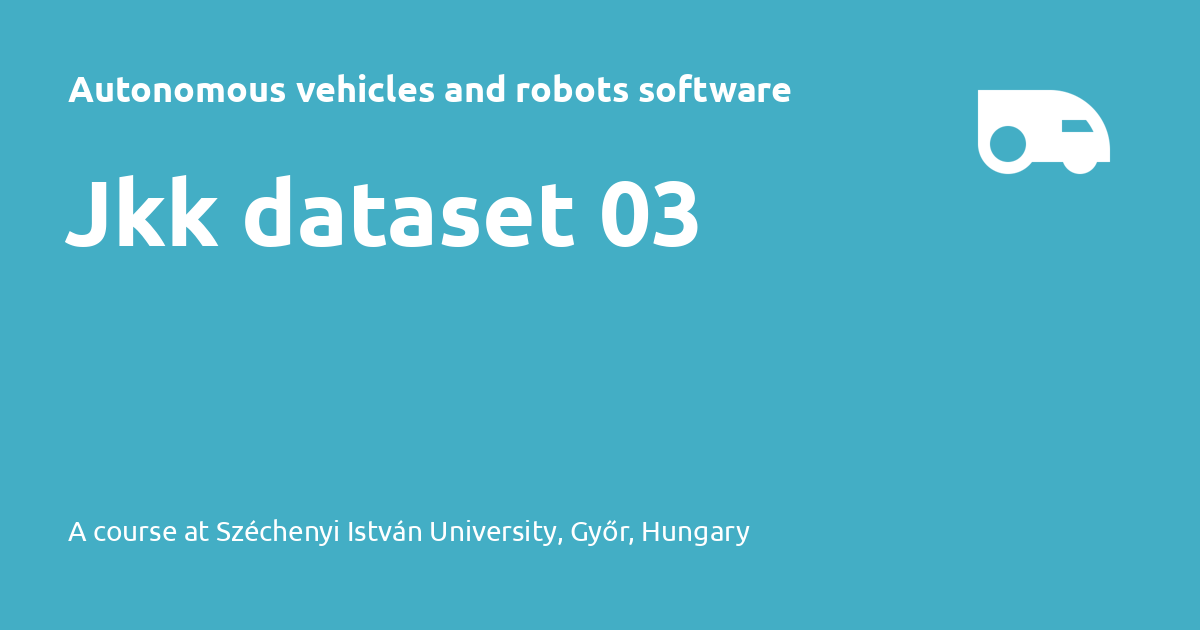 Autonomous vehicles and robots software
Jkk dataset 03
A course at Széchenyi István University, Győr, Hungary